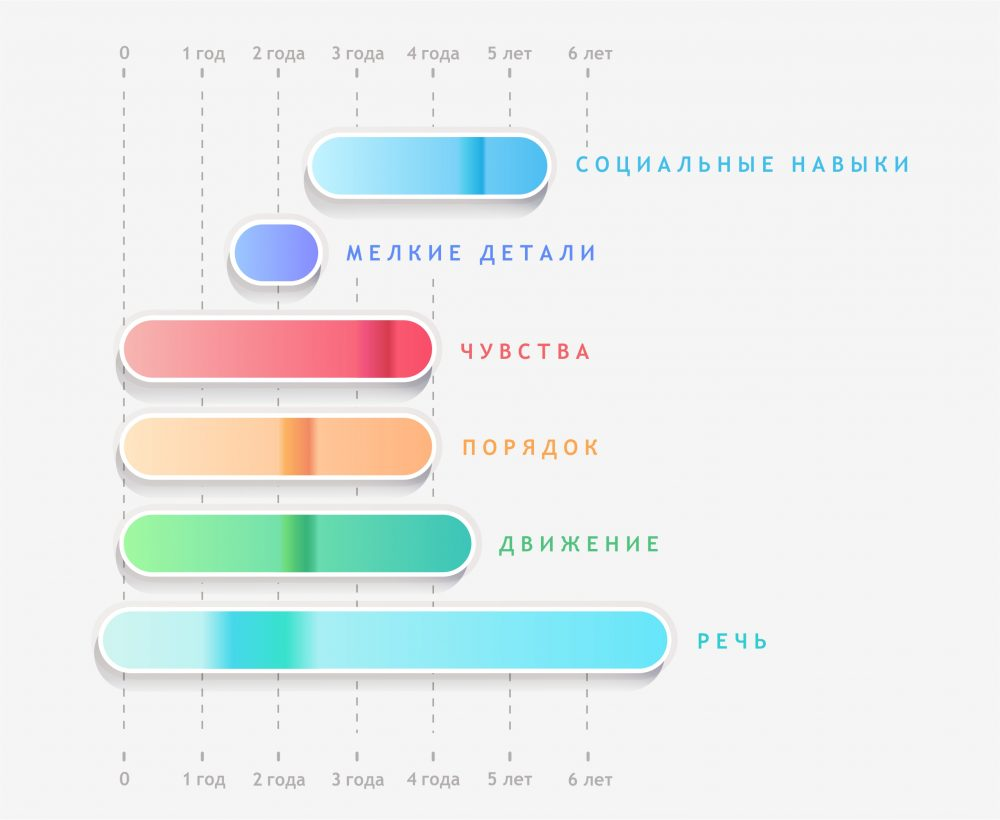 0 1 год 2 года 3 года 4 года 5 лет 6 лет
СОЦИАЛЬНЫЕ НАВЫКИ
МЕЛКИЕ ДЕТАЛИ
ЧУВСТВА
ПОРЯДОК
ДВИЖЕНИЕ
РЕЧЬ
0 1 год 2 года 3 года 4 года 5 лет 6 лет